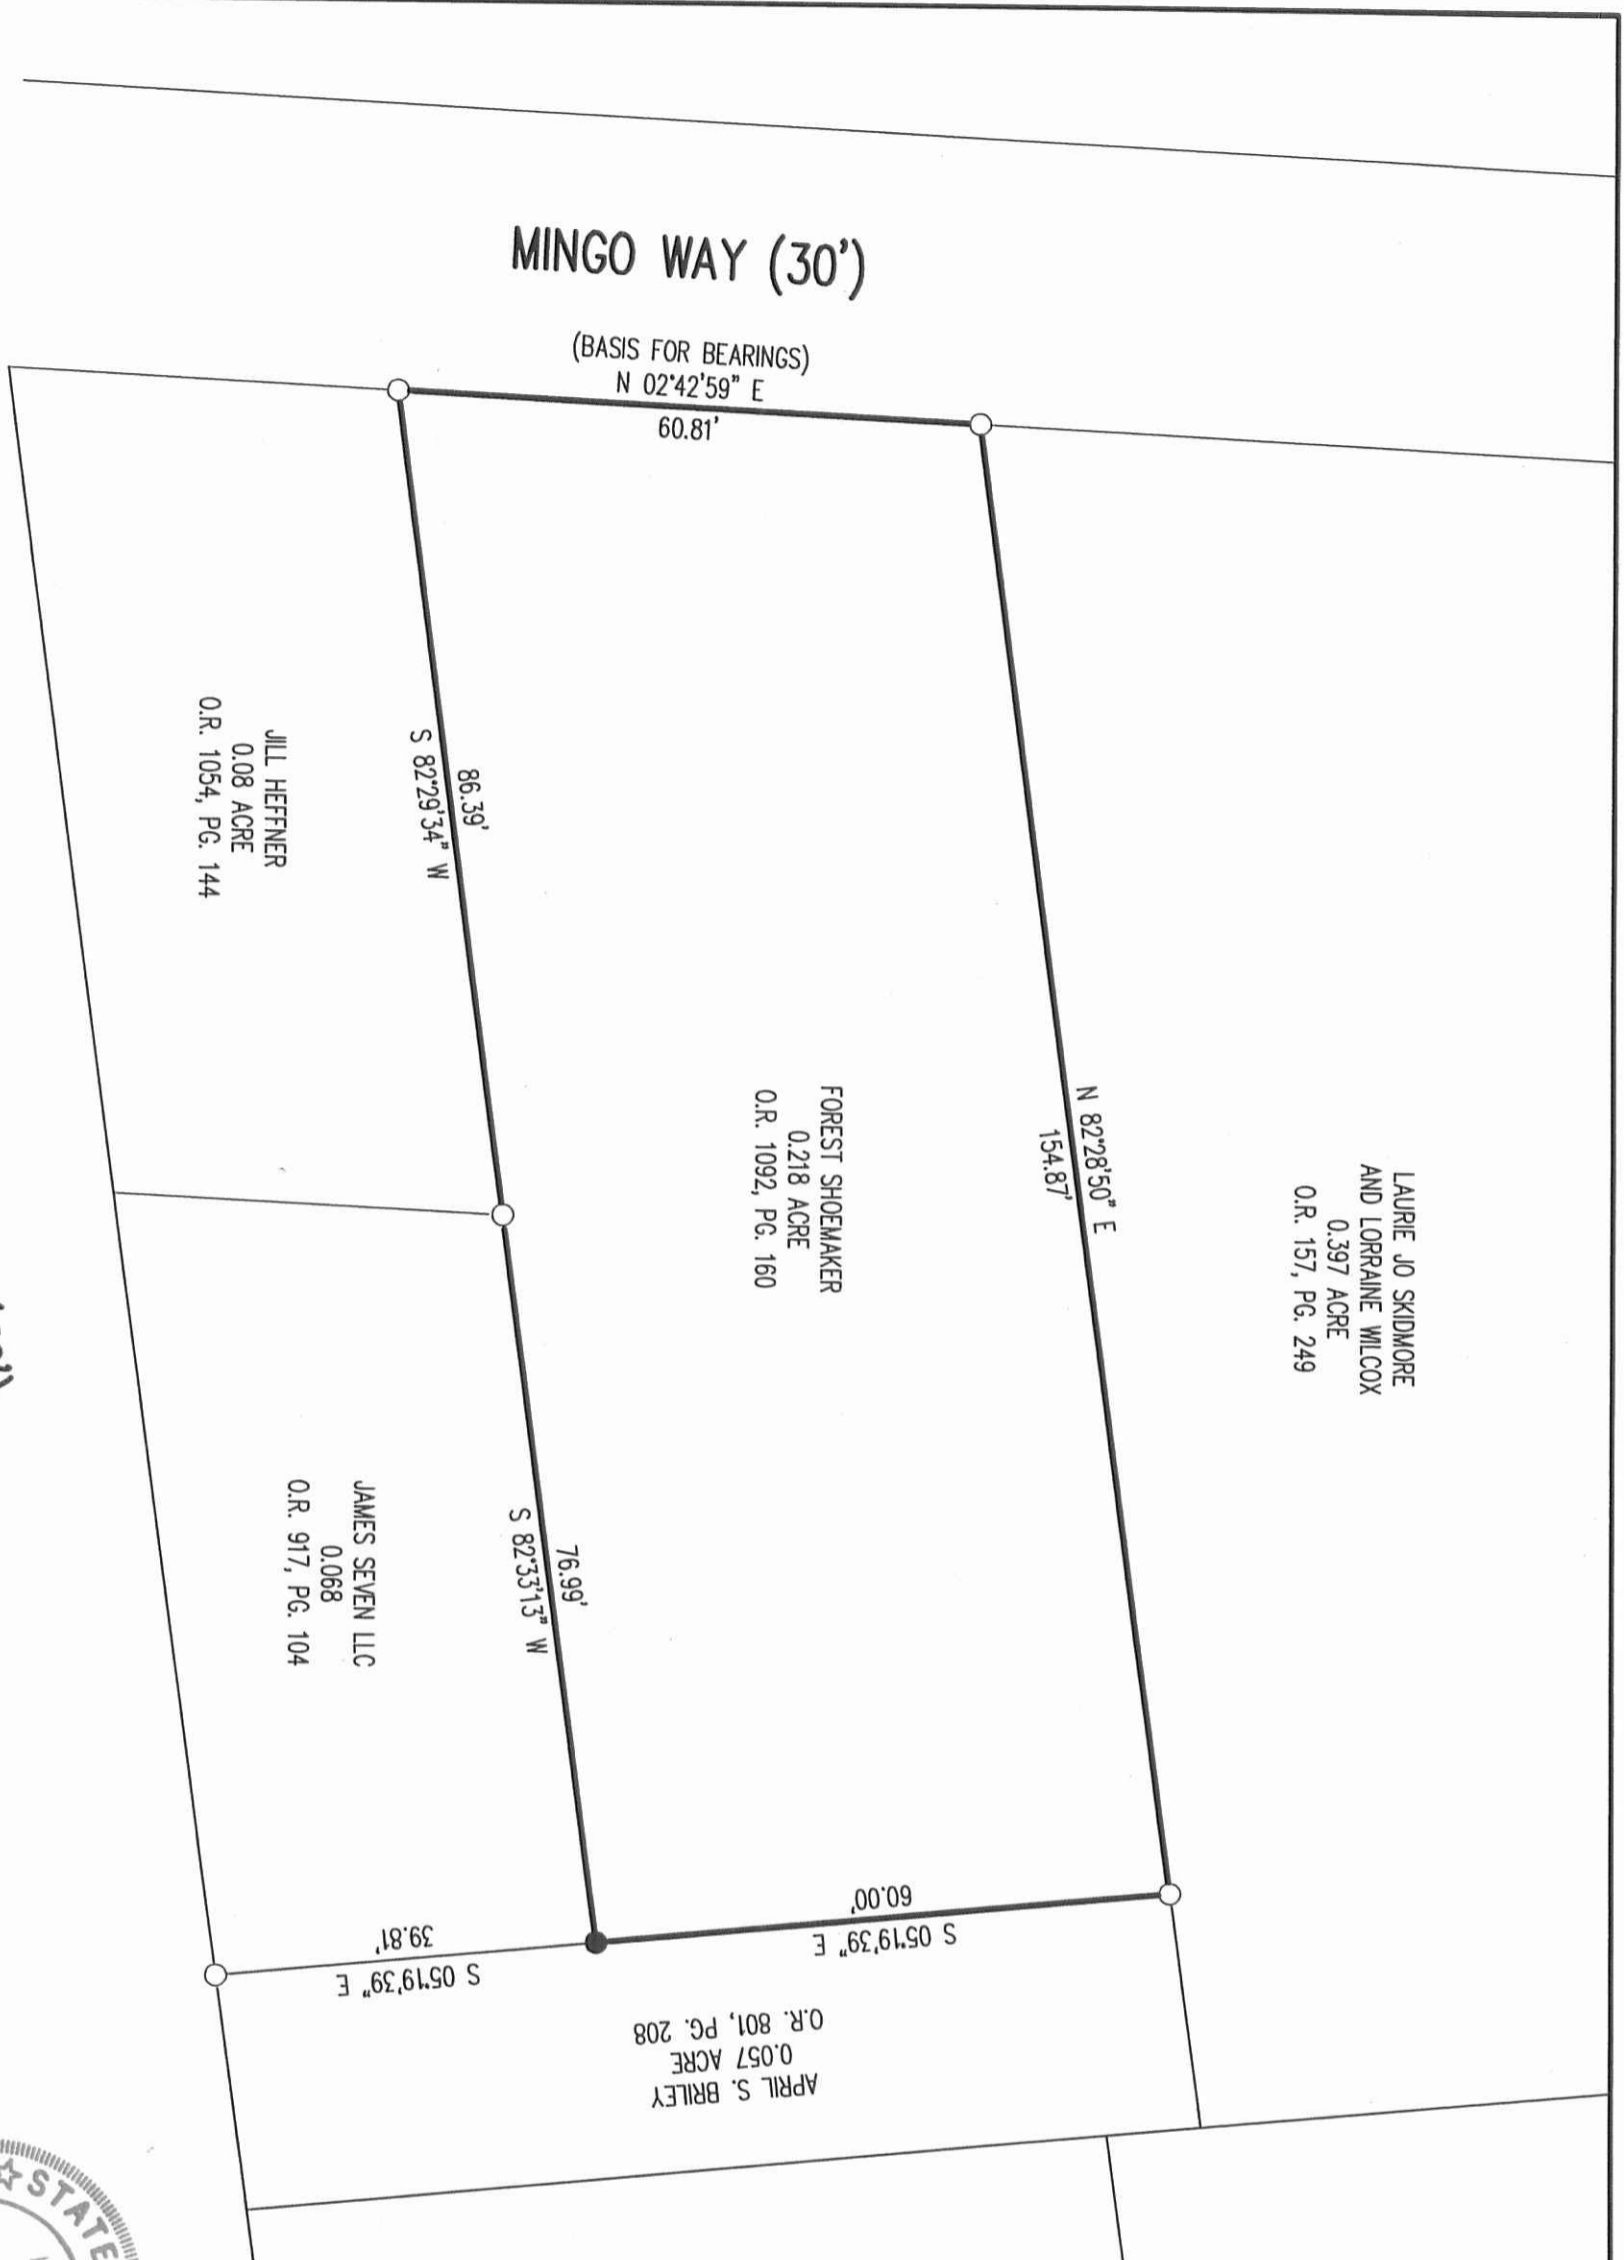 MINGO WAY (30')
(BASIS FOR BEARINGS)
N 02°42'59" E
60.81'
LAURIE JO SKIDMORE
AND LORRAINE WILCOX
0.397 ACRE
O.R. 157, PG. 249
N 82°28'50" E
154.87'
FOREST SHOEMAKER
0.218 ACRE
O.R. 1092, PG. 160
86.39'
S 82°29'34" W
JILL HEFFNER
0.08 ACRE
O.R. 1054, PG. 144
76.99'
S 82°33'13" W
JAMES SEVEN LLC
0.068
O.R. 917, PG. 104
60.00'
S 05°19'39" E
39.81'
S 05°19'39" E
APRIL S. BRILEY
0.057 ACRE
O.R. 801, PG. 208
STATE